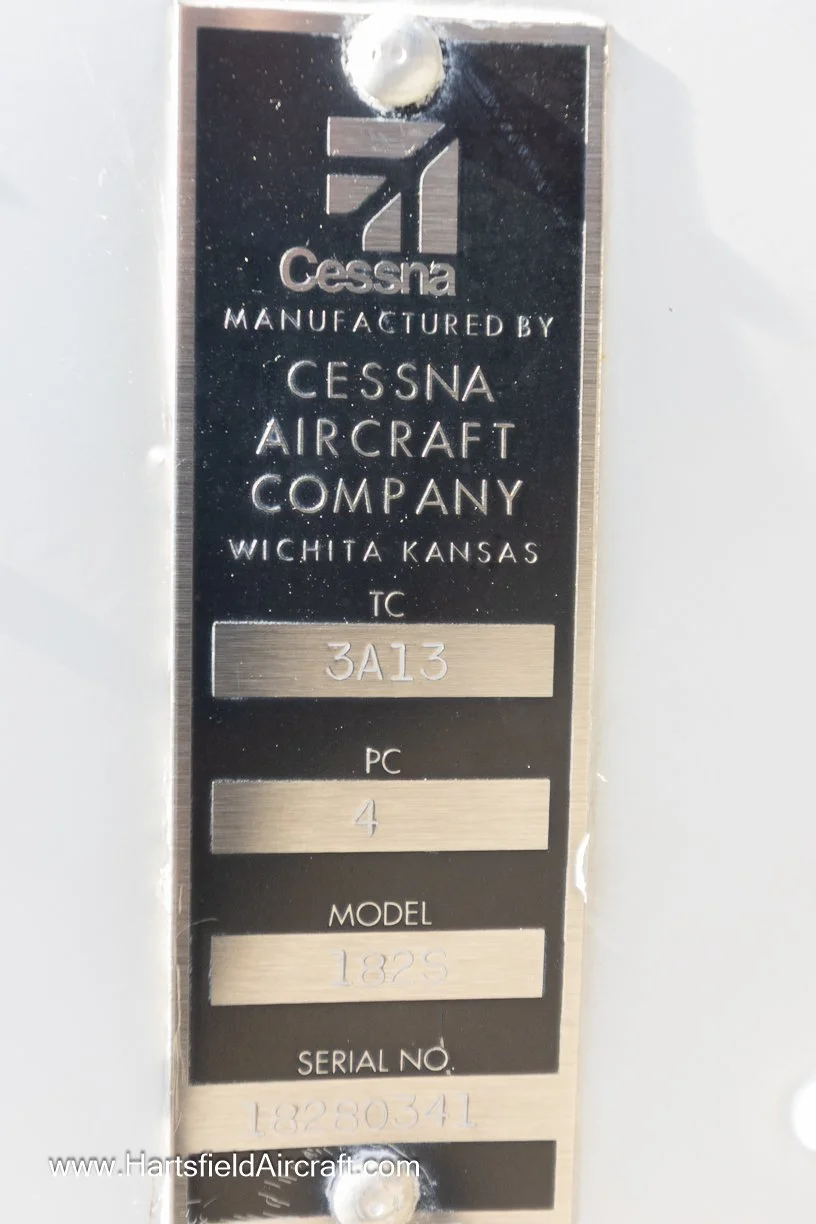 Cessna
MANUFACTURED BY
CESSNA
AIRCRAFT
COMPANY
WICHITA KANSAS
TC
3A13
PC
4
MODEL
182S
SERIAL NO.
18280341
www.HartsfieldAircraft.com